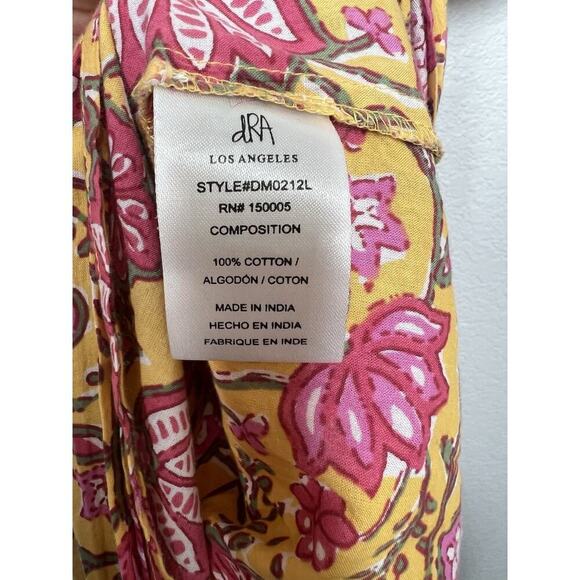 dRA
LOS ANGELES
STYLE#DM0212L
RN# 150005
COMPOSITION
100% COTTON /
ALGODÓN / COTON
MADE IN INDIA
HECHO EN INDIA
FABRIQUE EN INDE